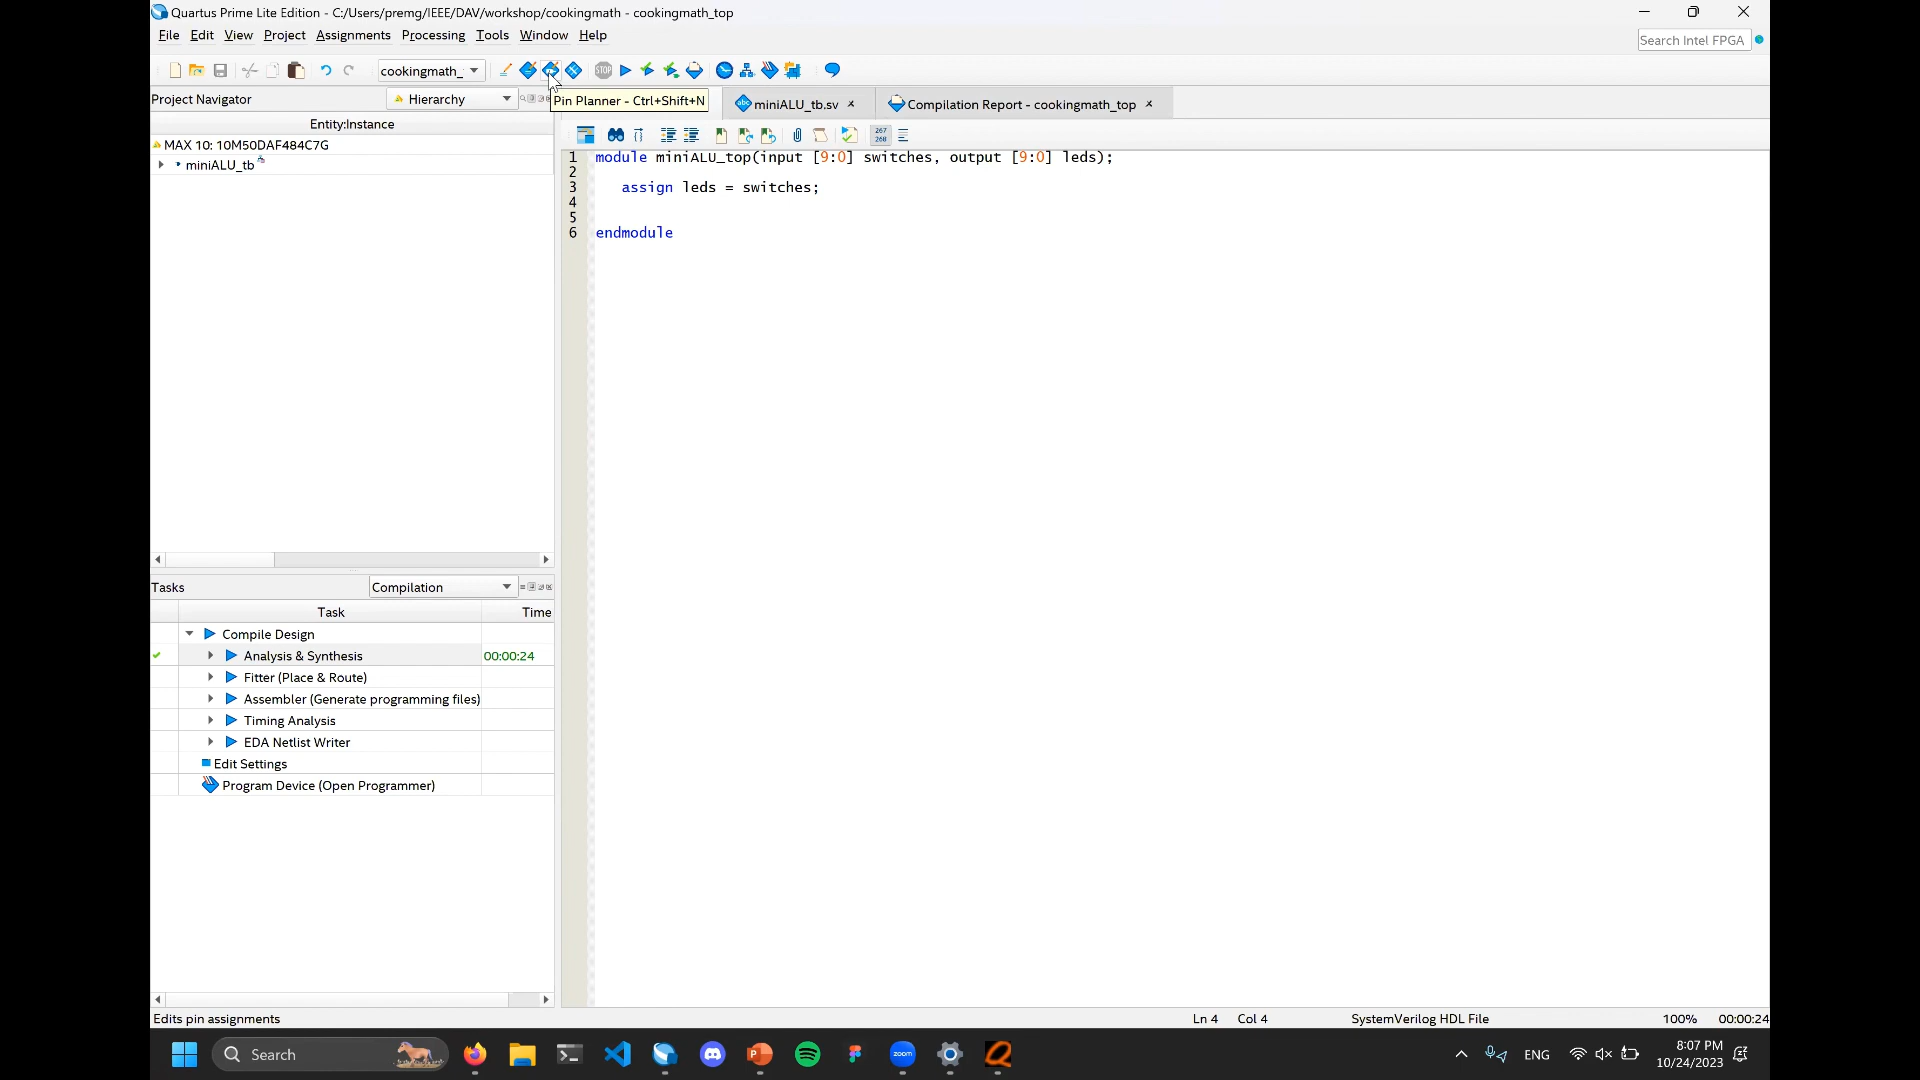 Quartus Prime Lite Edition - C:/Users/premg/IEEE/DAV/workshop/cookingmath - cookingmath_top
File Edit View Project Assignments Processing Tools Window Help
Search Intel FPGA
cookingmath_
STOP
Project Navigator
Hierarchy
Pin Planner - Ctrl+Shift+N
miniALU_tb.sv
Compilation Report - cookingmath_top
Entity:Instance
MAX 10: 10M50DAF484C7G
miniALU_tb
267
268
1 module miniALU_top(input [9:0] switches, output [9:0] leds);
2
3 assign leds = switches;
4
5
6 endmodule
Tasks
Compilation
Task Time
Compile Design
Analysis & Synthesis 00:00:24
Fitter (Place & Route)
Assembler (Generate programming files)
Timing Analysis
EDA Netlist Writer
Edit Settings
Program Device (Open Programmer)
Edits pin assignments
Ln 4 Col 4 SystemVerilog HDL File 100% 00:00:24
Search
zoom
ENG
8:07 PM
10/24/2023